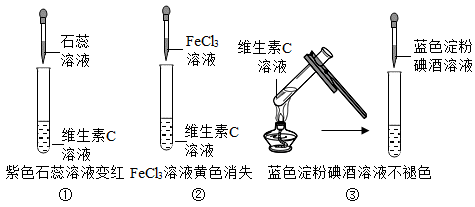 石蕊
溶液
维生素C
溶液
紫色石蕊溶液变红
①
FeCl₃
溶液
维生素C
溶液
FeCl₃溶液黄色消失
②
维生素C
溶液
蓝色淀粉
碘酒溶液
蓝色淀粉碘酒溶液不褪色
③